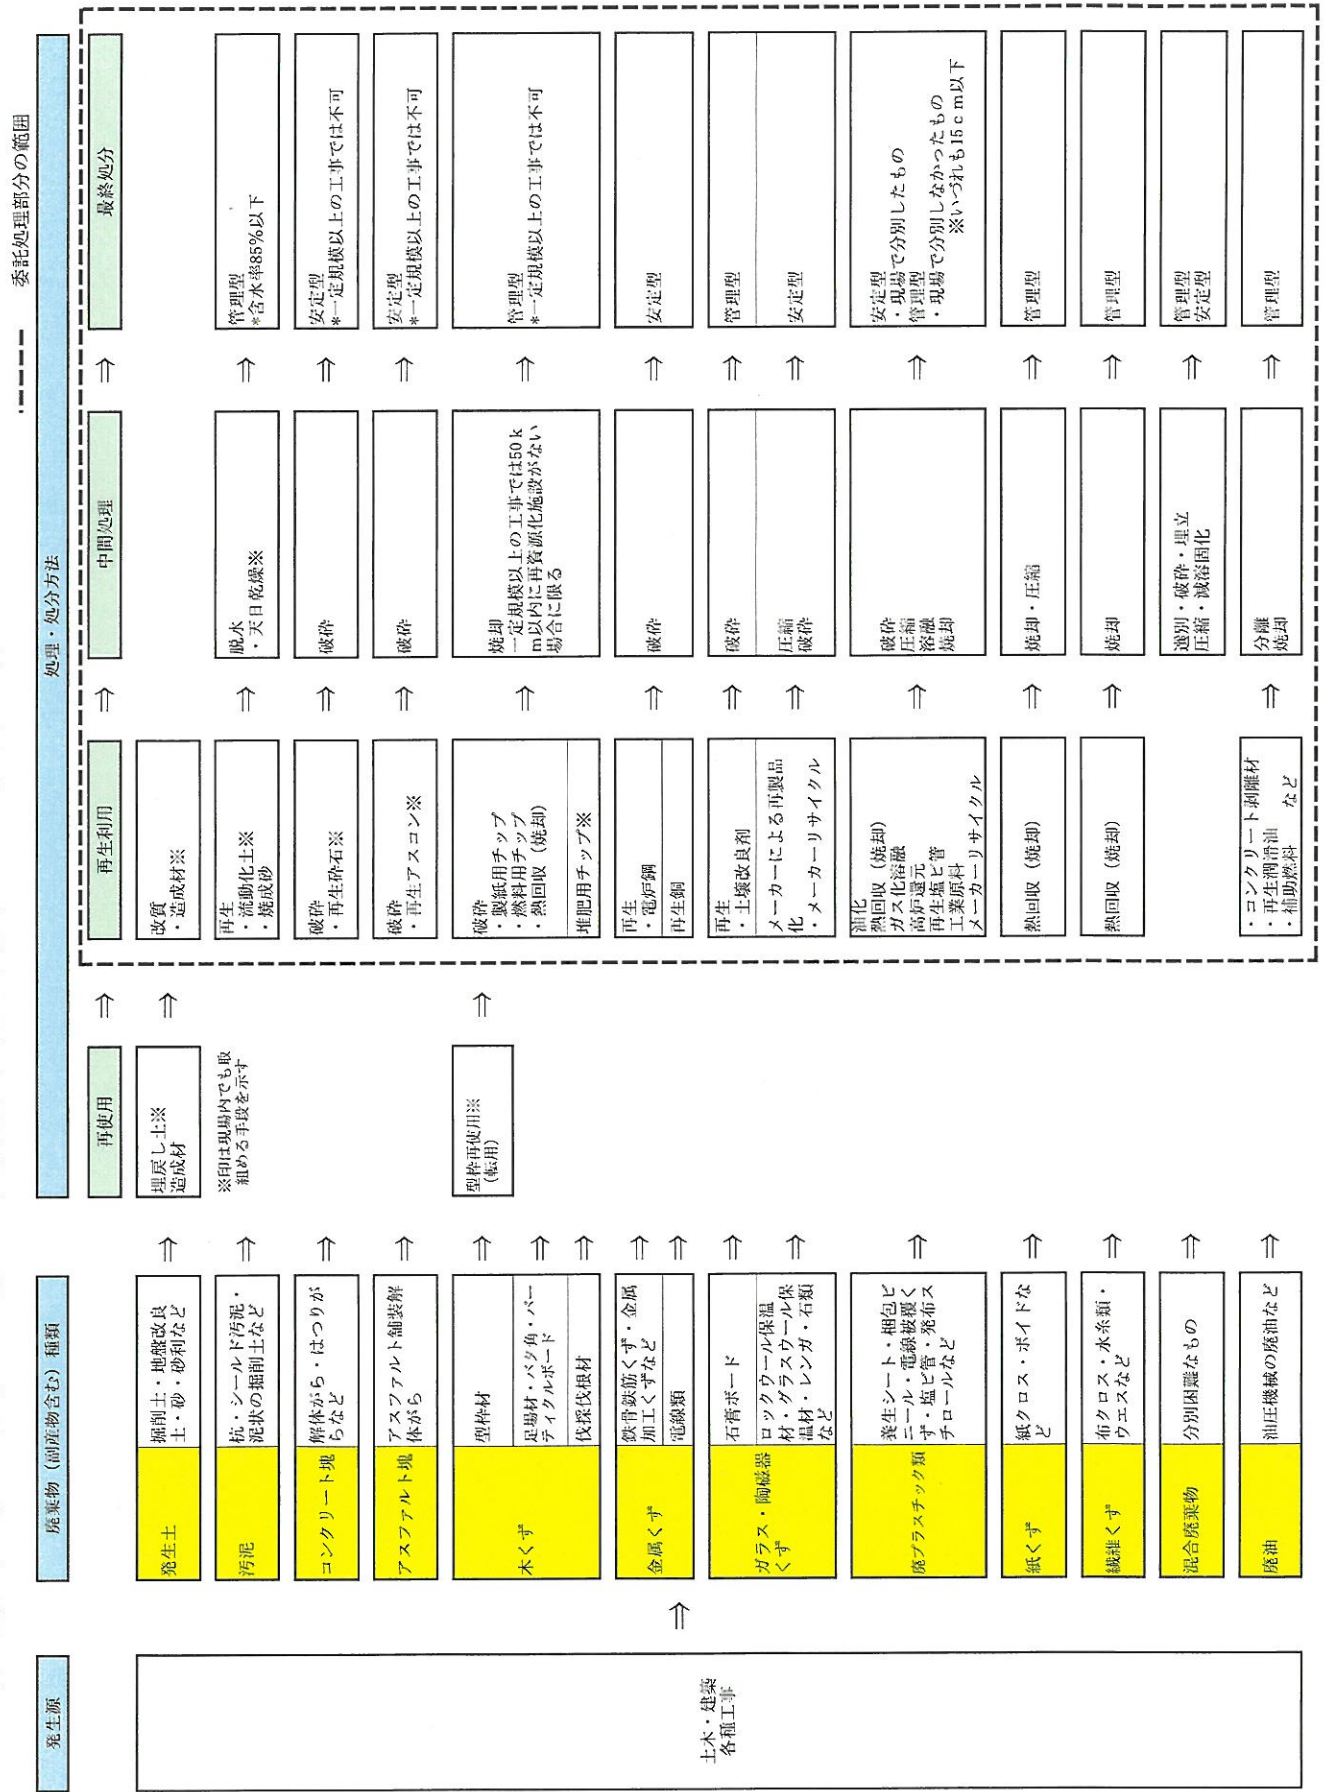 委託処理部分の範囲
発生源
廃棄物（副産物含む）種類
処理・処分方法
再使用
⇒
再生利用
⇒
中間処理
⇒
最終処分
土木・建築
各種工事
⇒
発生土
掘削土・地盤改良
土・砂・砂利など
⇒
埋戻し土※
造成材
⇒
改質
・造成材※
※印は現場内でも取
組める手段を示す
汚泥
杭・シールド汚泥・
泥状の掘削土など
⇒
再生
・流動化土※
・焼成砂
⇒
脱水
・天日乾燥※
⇒
管理型
*含水率85%以下
コンクリート塊
解体がら・はつりが
らなど
⇒
破砕
・再生砕石※
⇒
破砕
⇒
安定型
*一定規模以上の工事では不可
アスファルト塊
アスファルト舗装解
体がら
⇒
破砕
・再生アスコン※
⇒
破砕
⇒
安定型
*一定規模以上の工事では不可
木くず
型枠材
⇒
型枠再使用※
（転用）
⇒
足場材・バタ角・パー
ティクルボード
⇒
伐採伐根材
⇒
破砕
・製紙用チップ
・燃料用チップ
・熱回収（焼却）
堆肥用チップ※
⇒
焼却
一定規模以上の工事では50k
m以内に再資源化施設がない
場合に限る
⇒
管理型
*一定規模以上の工事では不可
金属くず
鉄骨鉄筋くず・金属
加工くずなど
⇒
電線類
⇒
再生
・電炉鋼
再生銅
⇒
破砕
⇒
安定型
ガラス・陶磁器
くず
石膏ボード
⇒
再生
・土壌改良剤
⇒
破砕
⇒
管理型
ロックウール保温
材・グラスウール保
温材・レンガ・石類
など
⇒
メーカーによる再製品
化
・メーカーリサイクル
⇒
圧縮
破砕
⇒
安定型
廃プラスチック類
養生シート・梱包ビ
ニール・電線被覆く
ず・塩ビ管・発布ス
チロールなど
⇒
油化
熱回収（焼却）
ガス化溶融
高炉還元
再生塩ビ管
工業原料
メーカーリサイクル
⇒
破砕
圧縮
溶融
焼却
⇒
安定型
・現場で分別したもの
管理型
・現場で分別しなかったもの
※いづれも15cm以下
紙くず
紙クロス・ボイドな
ど
⇒
熱回収（焼却）
⇒
焼却・圧縮
⇒
管理型
繊維くず
布クロス・水糸類・
ウエスなど
⇒
熱回収（焼却）
⇒
焼却
⇒
管理型
混合廃棄物
分別困難なもの
⇒
選別・破砕・埋立
圧縮・減溶固化
⇒
管理型
安定型
廃油
油圧機械の廃油など
⇒
・コンクリート剥離材
・再生潤滑油
・補助燃料　など
⇒
分離
焼却
⇒
管理型